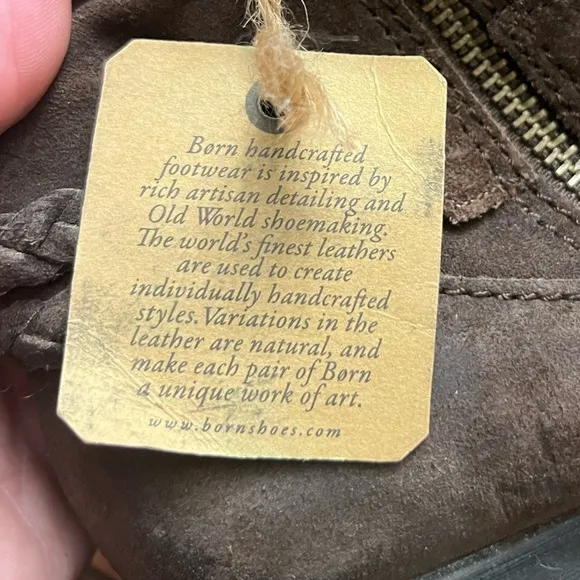 Børn handcrafted
footwear is inspired by
rich artisan detailing and
Old World shoemaking.
The world's finest leathers
are used to create
individually handcrafted
styles. Variations in the
leather are natural, and
make each pair of Børn
a unique work of art.
www.bornshoes.com